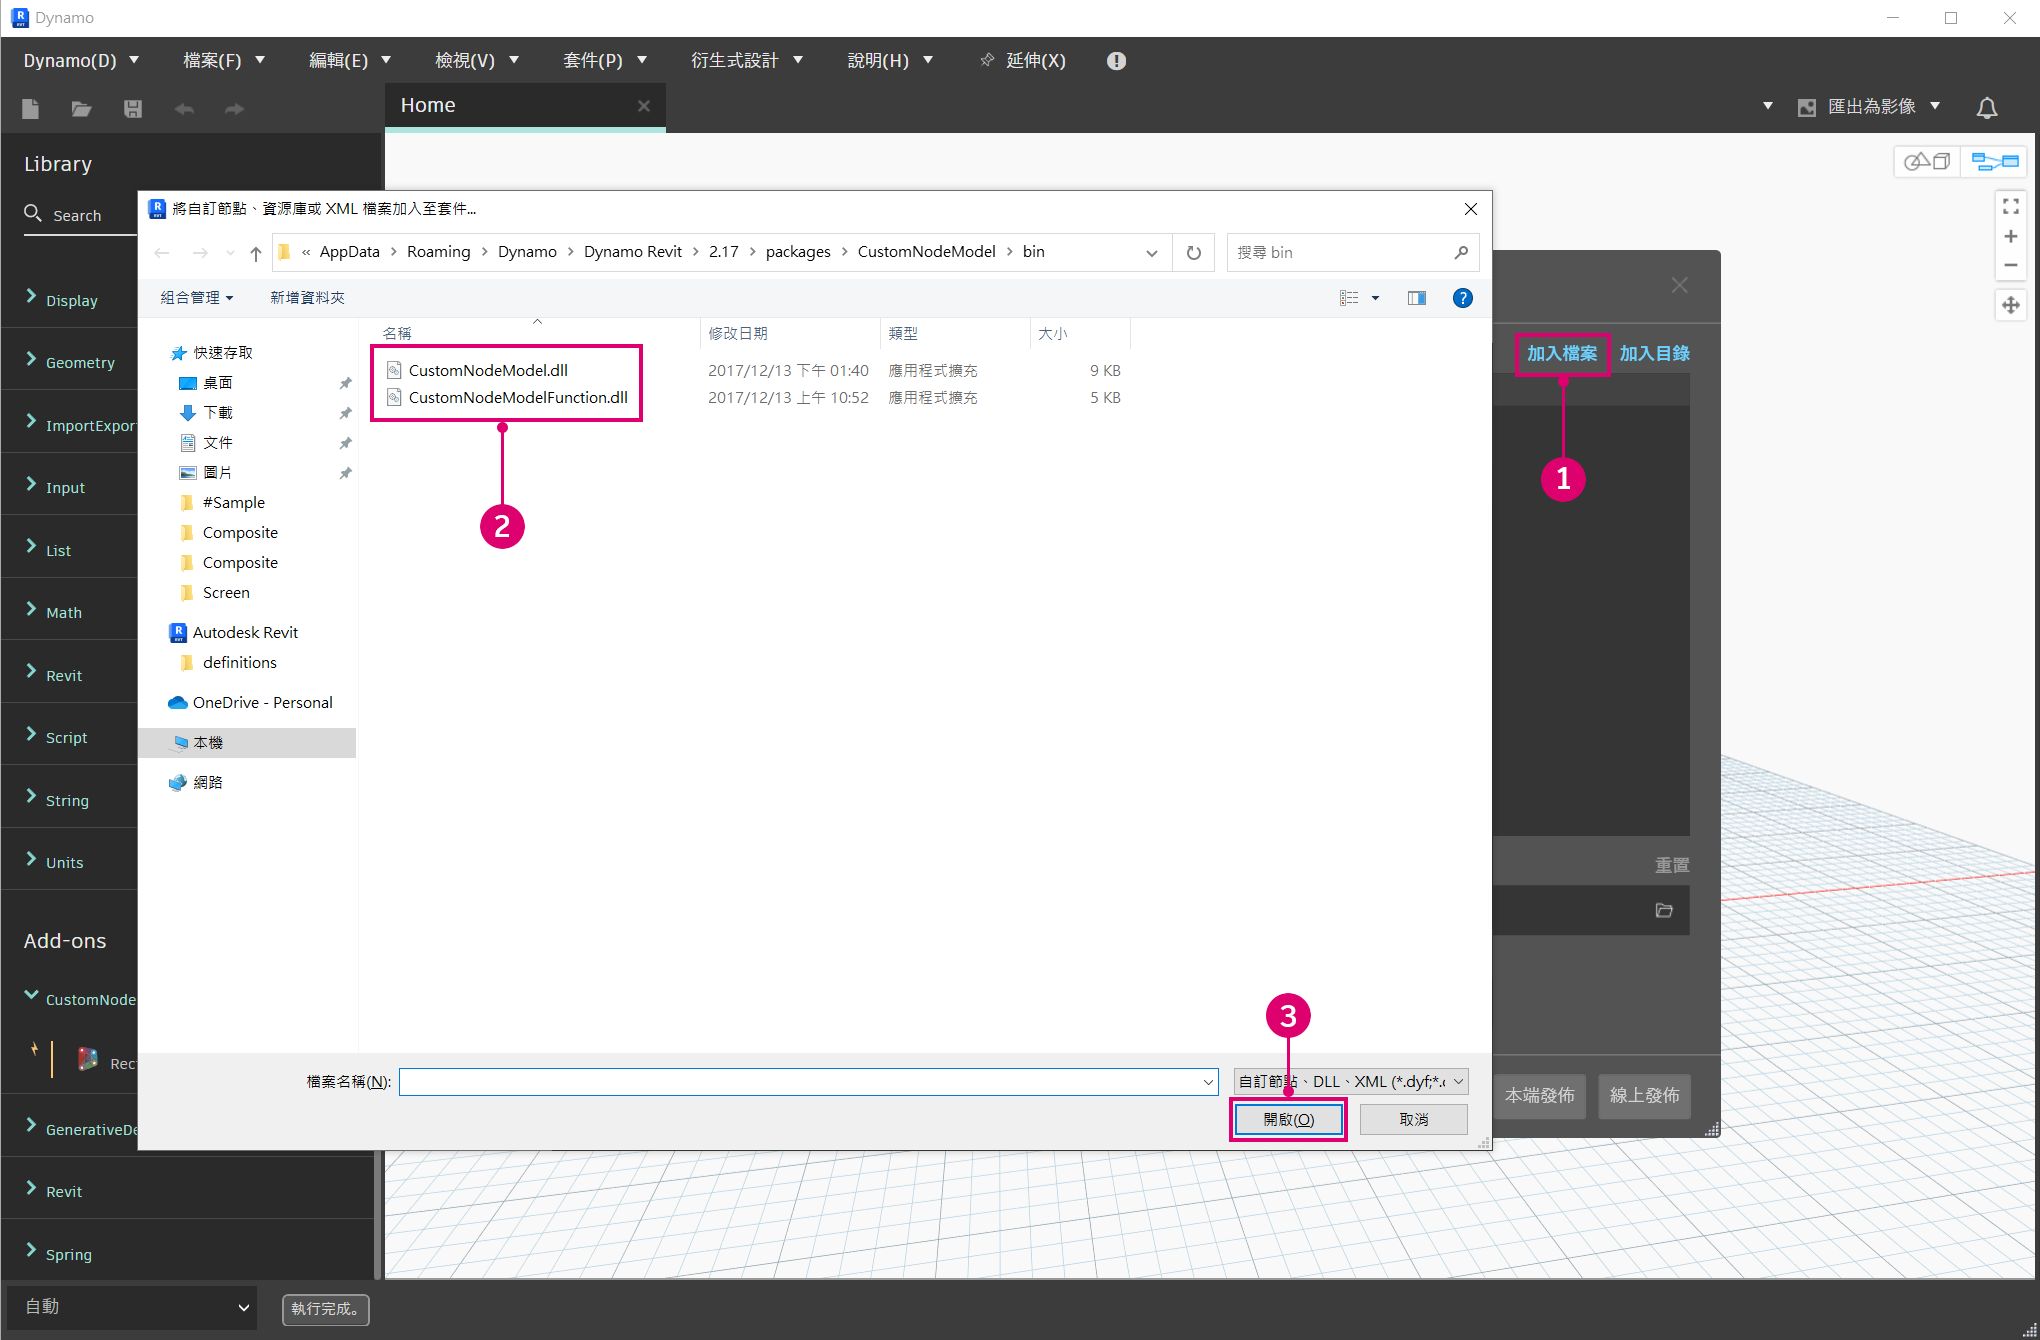 Dynamo
Dynamo(D) 檔案(F) 編輯(E) 檢視(V) 套件(P) 衍生式設計 說明(H) 延伸(X)
Home
匯出為影像
Library
Search
Display
Geometry
ImportExpor
Input
List
Math
Revit
Script
String
Units
Add-ons
CustomNode
Rec
GenerativeDe
Revit
Spring
自動
執行完成。
將自訂節點、資源庫或 XML 檔案加入至套件...
« AppData › Roaming › Dynamo › Dynamo Revit › 2.17 › packages › CustomNodeModel › bin
搜尋 bin
組合管理 新增資料夾
快速存取
桌面
下載
文件
圖片
#Sample
Composite
Composite
Screen
Autodesk Revit
definitions
OneDrive - Personal
本機
網路
名稱 修改日期 類型 大小
CustomNodeModel.dll 2017/12/13 下午 01:40 應用程式擴充 9 KB
CustomNodeModelFunction.dll 2017/12/13 上午 10:52 應用程式擴充 5 KB
2
檔案名稱(N): 自訂節點、DLL、XML (*.dyf;*.
3
開啟(O) 取消
加入檔案 加入目錄
1
重置
本端發佈 線上發佈